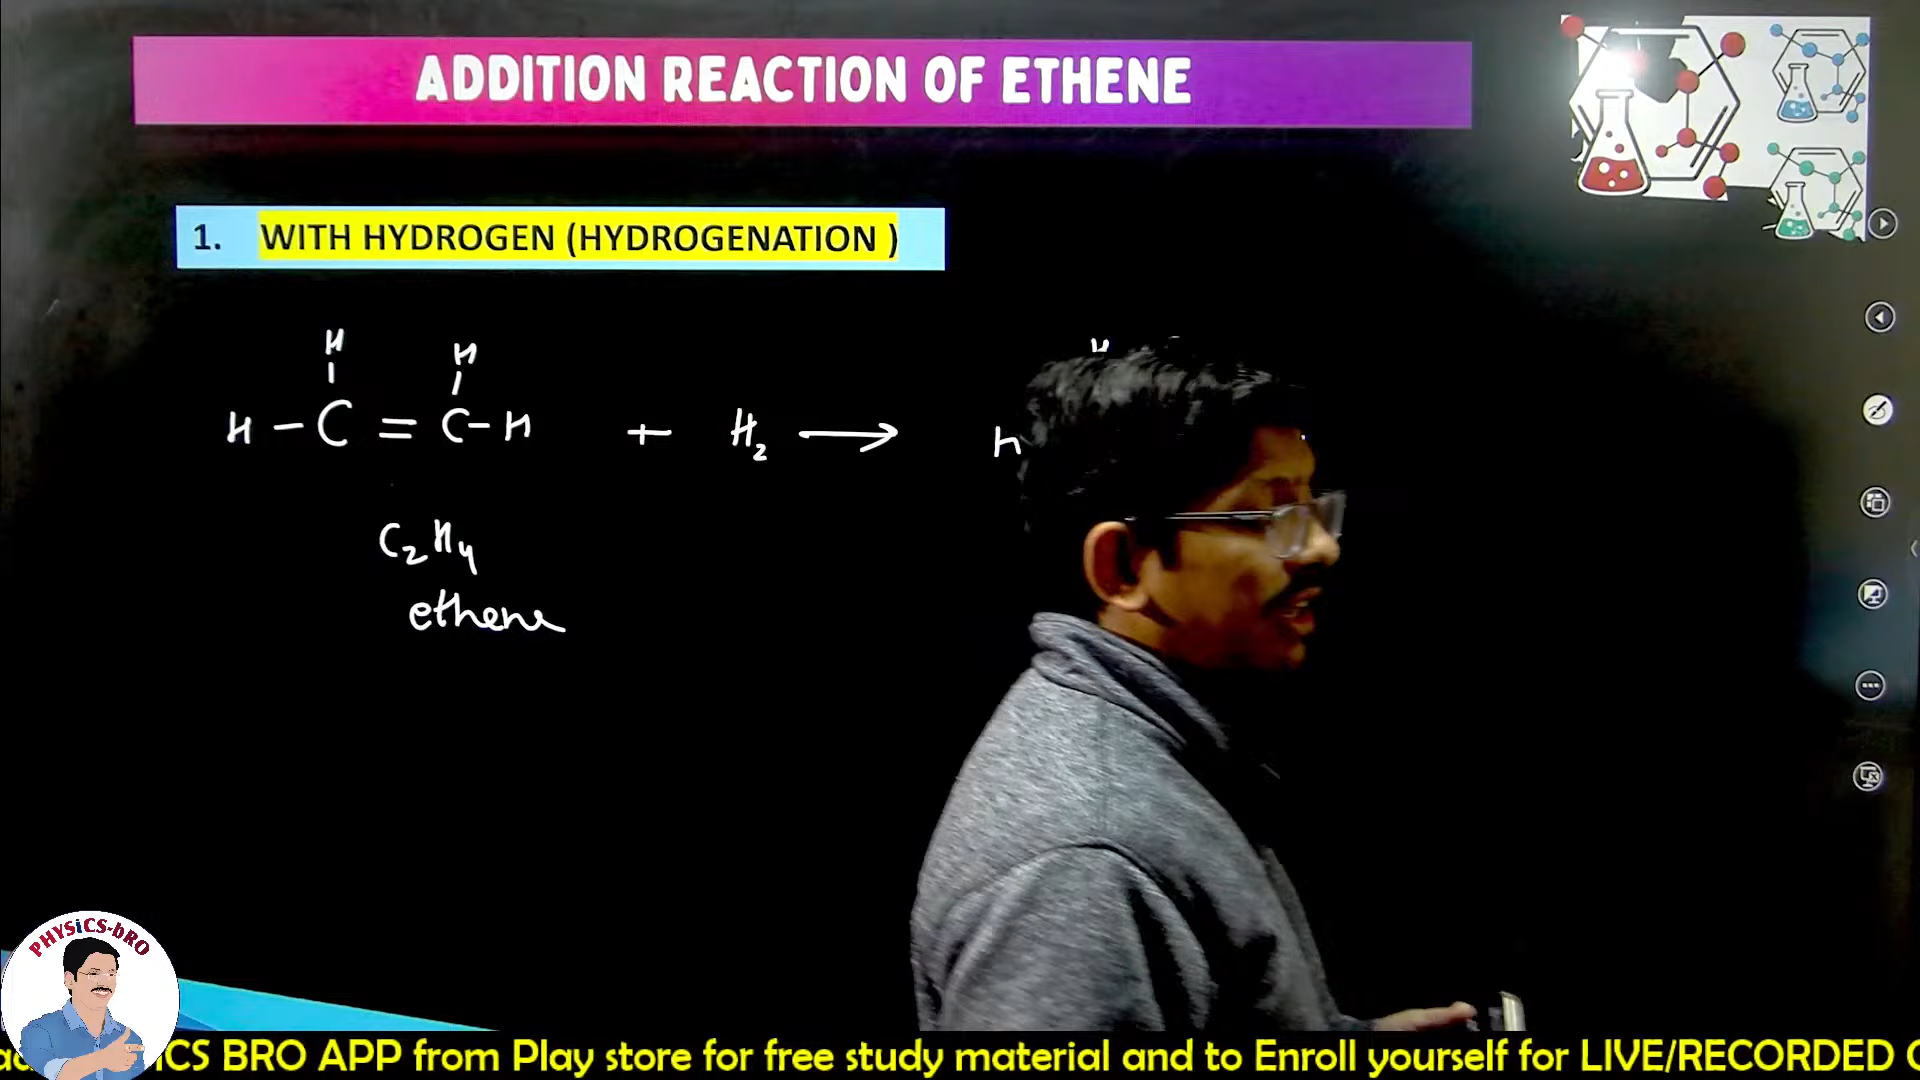 ADDITION REACTION OF ETHENE
1. WITH HYDROGEN (HYDROGENATION )
H H H
H - C = C - H + H2 → H
C2H4
ethene
PHYSiCS-bRO
ICS BRO APP from Play store for free study material and to Enroll yourself for LIVE/RECORDED